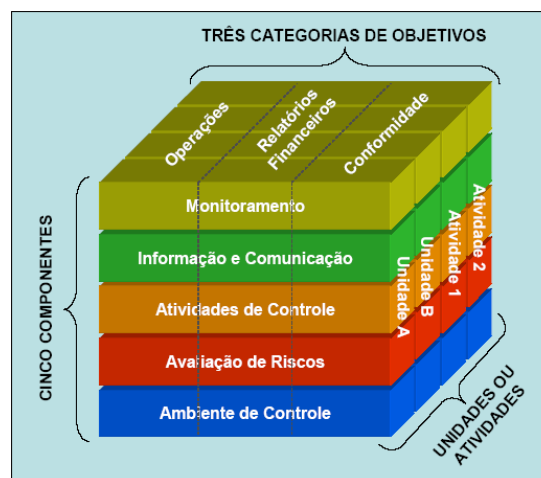 TRÊS CATEGORIAS DE OBJETIVOS
Operações
Relatórios
Financeiros
Conformidade
CINCO COMPONENTES
Monitoramento
Informação e Comunicação
Atividades de Controle
Avaliação de Riscos
Ambiente de Controle
Unidade A
Unidade B
Atividade 1
Atividade 2
UNIDADES OU
ATIVIDADES